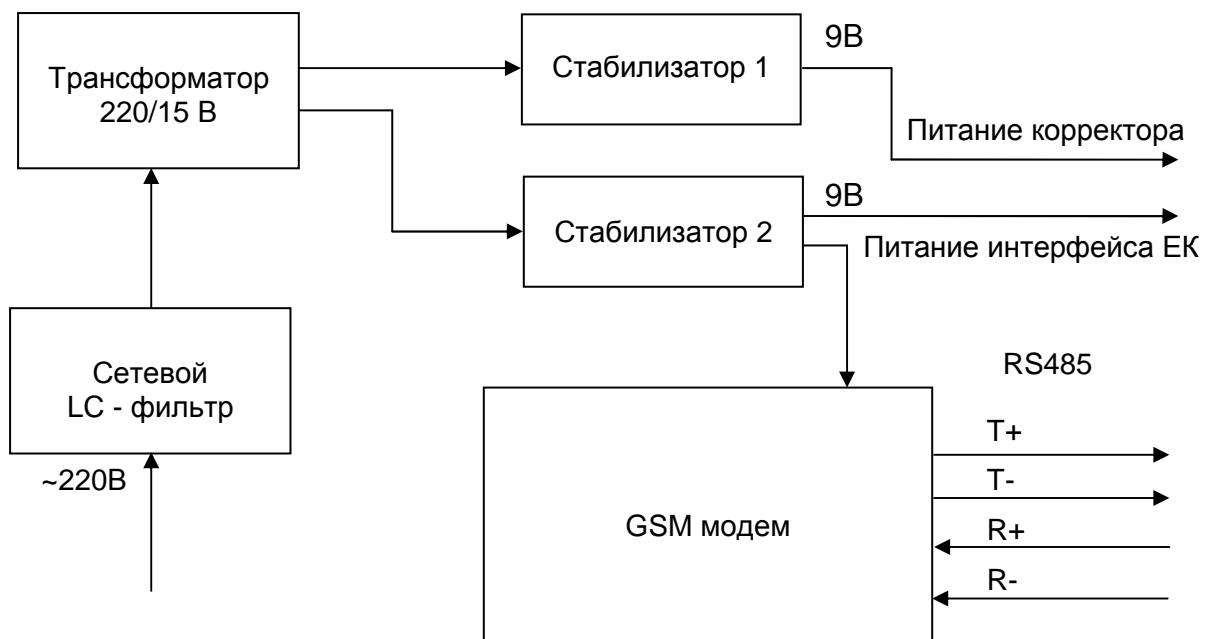 Трансформатор
220/15 В
Стабилизатор 1
9В
Питание корректора
Стабилизатор 2
9В
Питание интерфейса ЕК
Сетевой
LC - фильтр
~220В
RS485
T+
T-
R+
R-
GSM модем